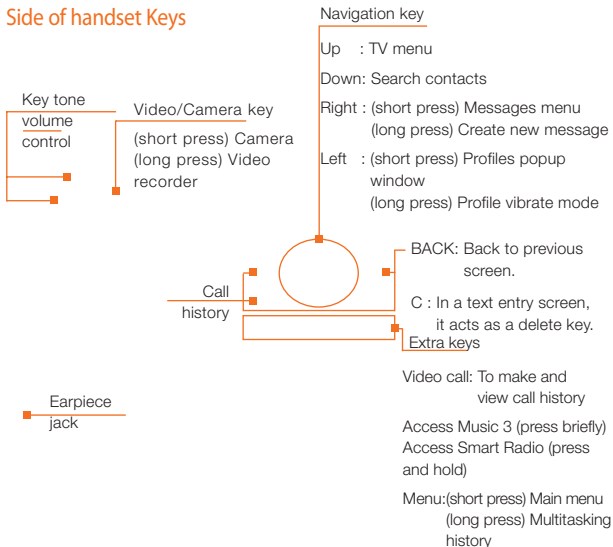 Side of handset Keys
Key tone
volume
control
Video/Camera key
(short press) Camera
(long press) Video
recorder
Navigation key
Up : TV menu
Down: Search contacts
Right : (short press) Messages menu
(long press) Create new message
Left : (short press) Profiles popup
window
(long press) Profile vibrate mode
BACK: Back to previous
screen.
C : In a text entry screen,
it acts as a delete key.
Call
history
Extra keys
Video call: To make and
view call history
Access Music 3 (press briefly)
Access Smart Radio (press
and hold)
Menu:(short press) Main menu
(long press) Multitasking
history
Earpiece
jack